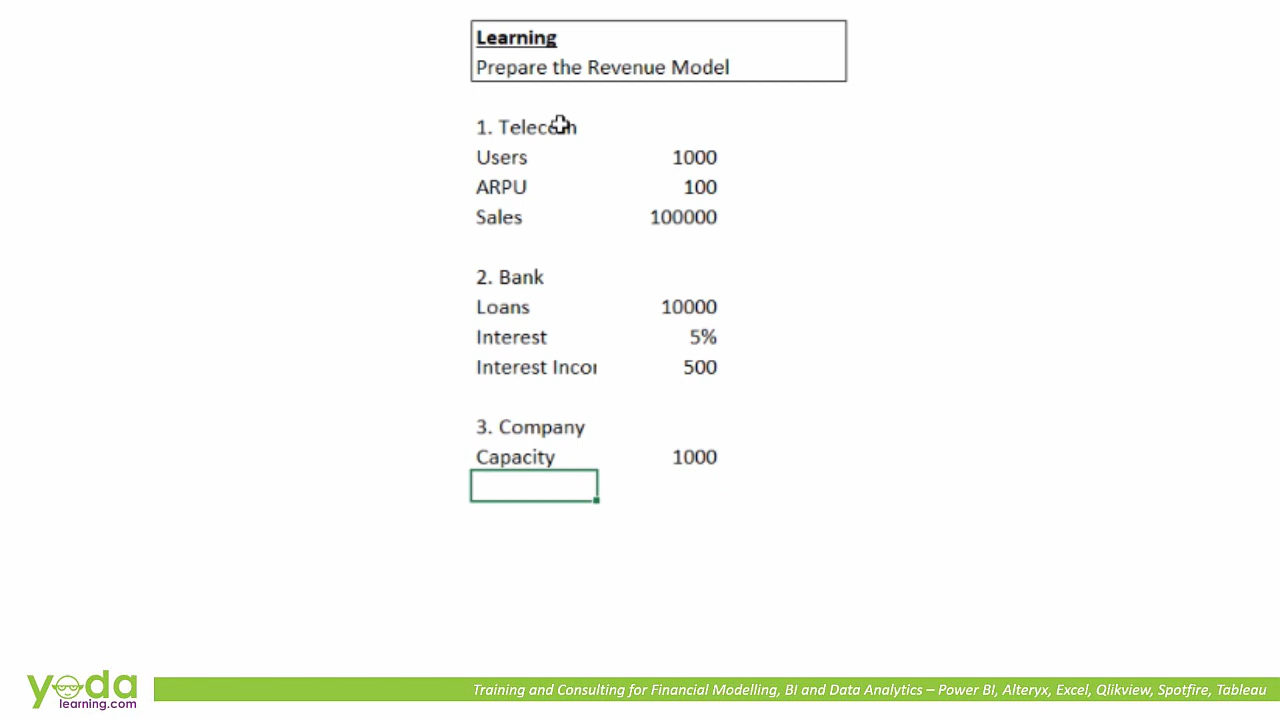 Learning
Prepare the Revenue Model
1. Telecom
Users 1000
ARPU 100
Sales 100000
2. Bank
Loans 10000
Interest 5%
Interest Incor 500
3. Company
Capacity 1000
yoda
learning.com
Training and Consulting for Financial Modelling, BI and Data Analytics – Power BI, Alteryx, Excel, Qlikview, Spotfire, Tableau